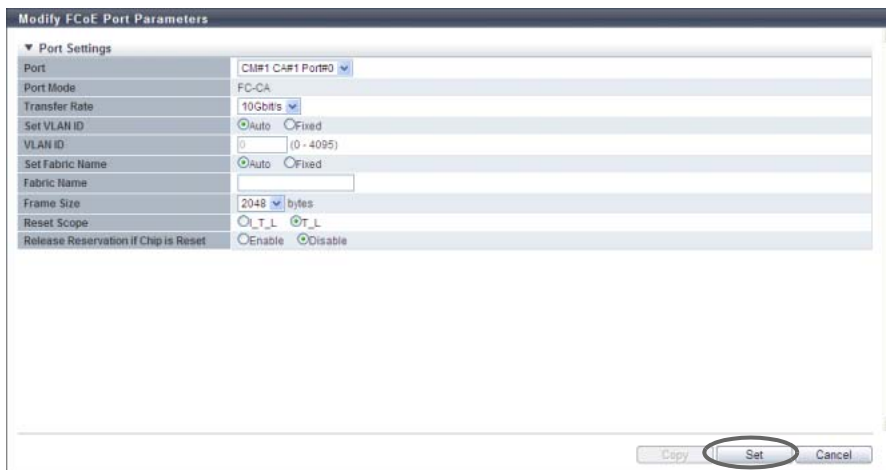 Modify FCoE Port Parameters
▼ Port Settings
Port CM#1 CA#1 Port#0
Port Mode FC-CA
Transfer Rate 10Gbit/s
Set VLAN ID Auto Fixed
VLAN ID 0 (0 - 4095)
Set Fabric Name Auto Fixed
Fabric Name
Frame Size 2048 bytes
Reset Scope I_T_L T_L
Release Reservation if Chip is Reset Enable Disable
Copy Set Cancel